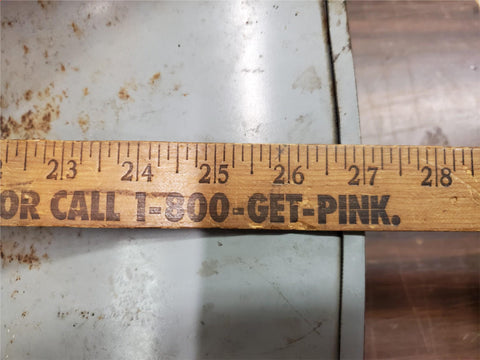 23 24 25 26 27 28
OR CALL 1-800-GET-PINK.